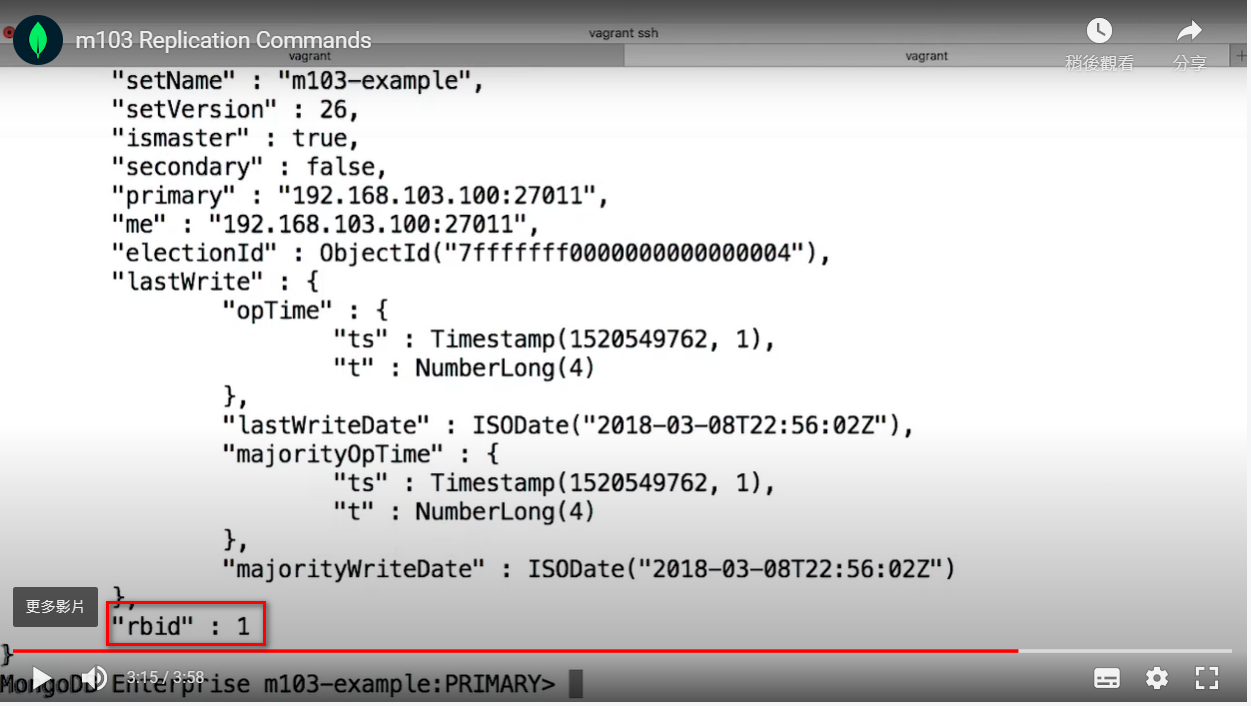 m103 Replication Commands
vagrant ssh
稍後觀看
分享
vagrant
vagrant
+
"setName" : "m103-example",
"setVersion" : 26,
"ismaster" : true,
"secondary" : false,
"primary" : "192.168.103.100:27011",
"me" : "192.168.103.100:27011",
"electionId" : ObjectId("7fffffff0000000000000004"),
"lastWrite" : {
"opTime" : {
"ts" : Timestamp(1520549762, 1),
"t" : NumberLong(4)
},
"lastWriteDate" : ISODate("2018-03-08T22:56:02Z"),
"majorityOpTime" : {
"ts" : Timestamp(1520549762, 1),
"t" : NumberLong(4)
},
"majorityWriteDate" : ISODate("2018-03-08T22:56:02Z")
},
更多影片
"rbid" : 1
}
3:15 / 3:58
MongoDB Enterprise m103-example:PRIMARY>